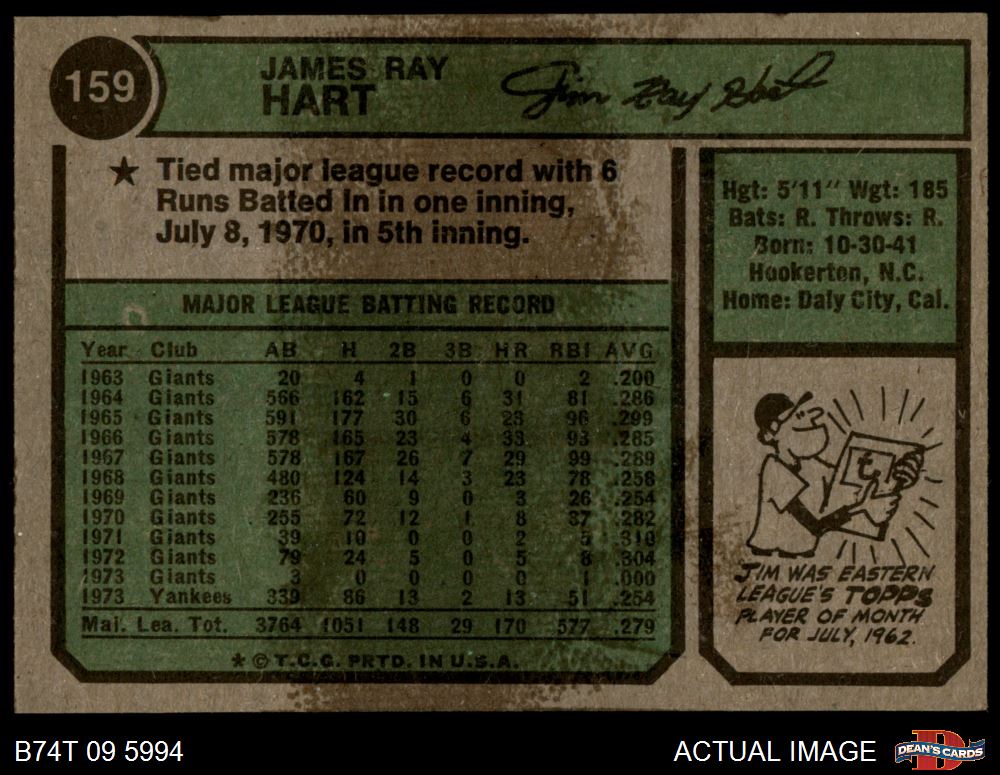 159
JAMES RAY
HART
Jim Ray Hart
★ Tied major league record with 6
Runs Batted In in one inning,
July 8, 1970, in 5th inning.
Hgt: 5'11" Wgt: 185
Bats: R. Throws: R.
Born: 10-30-41
Hookerton, N.C.
Home: Daly City, Cal.
MAJOR LEAGUE BATTING RECORD
Year Club AB H 2B 3B HR RBI AVG
1963 Giants 20 4 1 0 0 2 .200
1964 Giants 566 162 15 6 31 81 .286
1965 Giants 591 177 30 6 23 96 .299
1966 Giants 578 165 23 4 33 93 .285
1967 Giants 578 167 26 7 29 99 .289
1968 Giants 480 124 14 3 23 78 .258
1969 Giants 236 60 9 0 3 26 .254
1970 Giants 255 72 12 1 8 37 .282
1971 Giants 39 10 0 0 2 5 .310
1972 Giants 79 24 5 0 5 8 .304
1973 Giants 3 0 0 0 0 1 .000
1973 Yankees 339 86 13 2 13 51 .254
Maj. Lea. Tot. 3764 1051 148 29 170 577 .279
★ © T.C.G. PRTD. IN U.S.A.
t
JIM WAS EASTERN
LEAGUE'S TOPPS
PLAYER OF MONTH
FOR JULY, 1962.
B74T 09 5994
ACTUAL IMAGE
D
DEAN'S CARDS